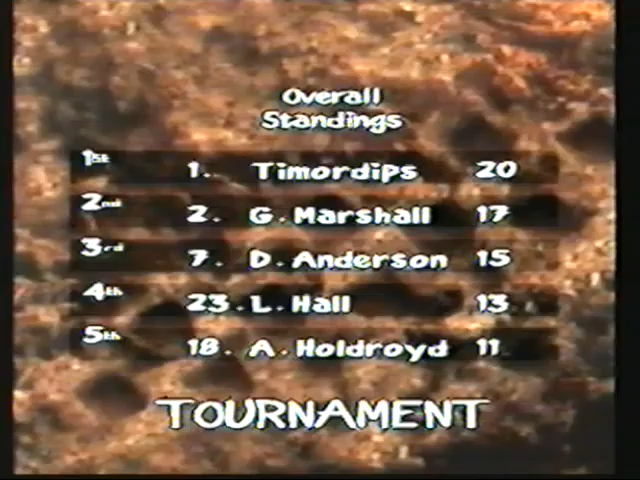 Overall
Standings
1st 1. Timordips 20
2nd 2. G. Marshall 17
3rd 7. D. Anderson 15
4th 23. L. Hall 13
5th 18. A. Holdroyd 11
TOURNAMENT